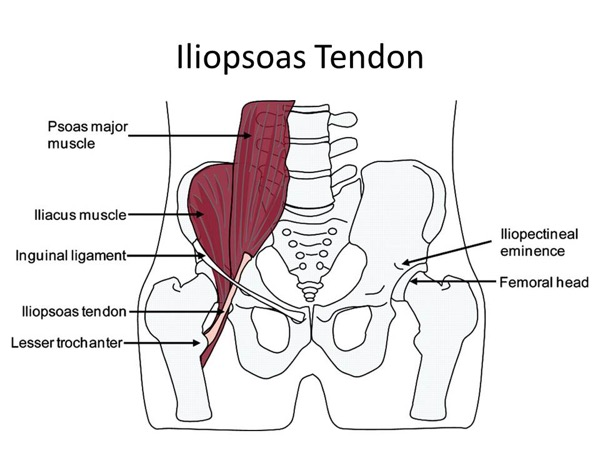 Iliopsoas Tendon
Psoas major
muscle
Iliacus muscle
Inguinal ligament
Iliopsoas tendon
Lesser trochanter
Iliopectineal
eminence
Femoral head